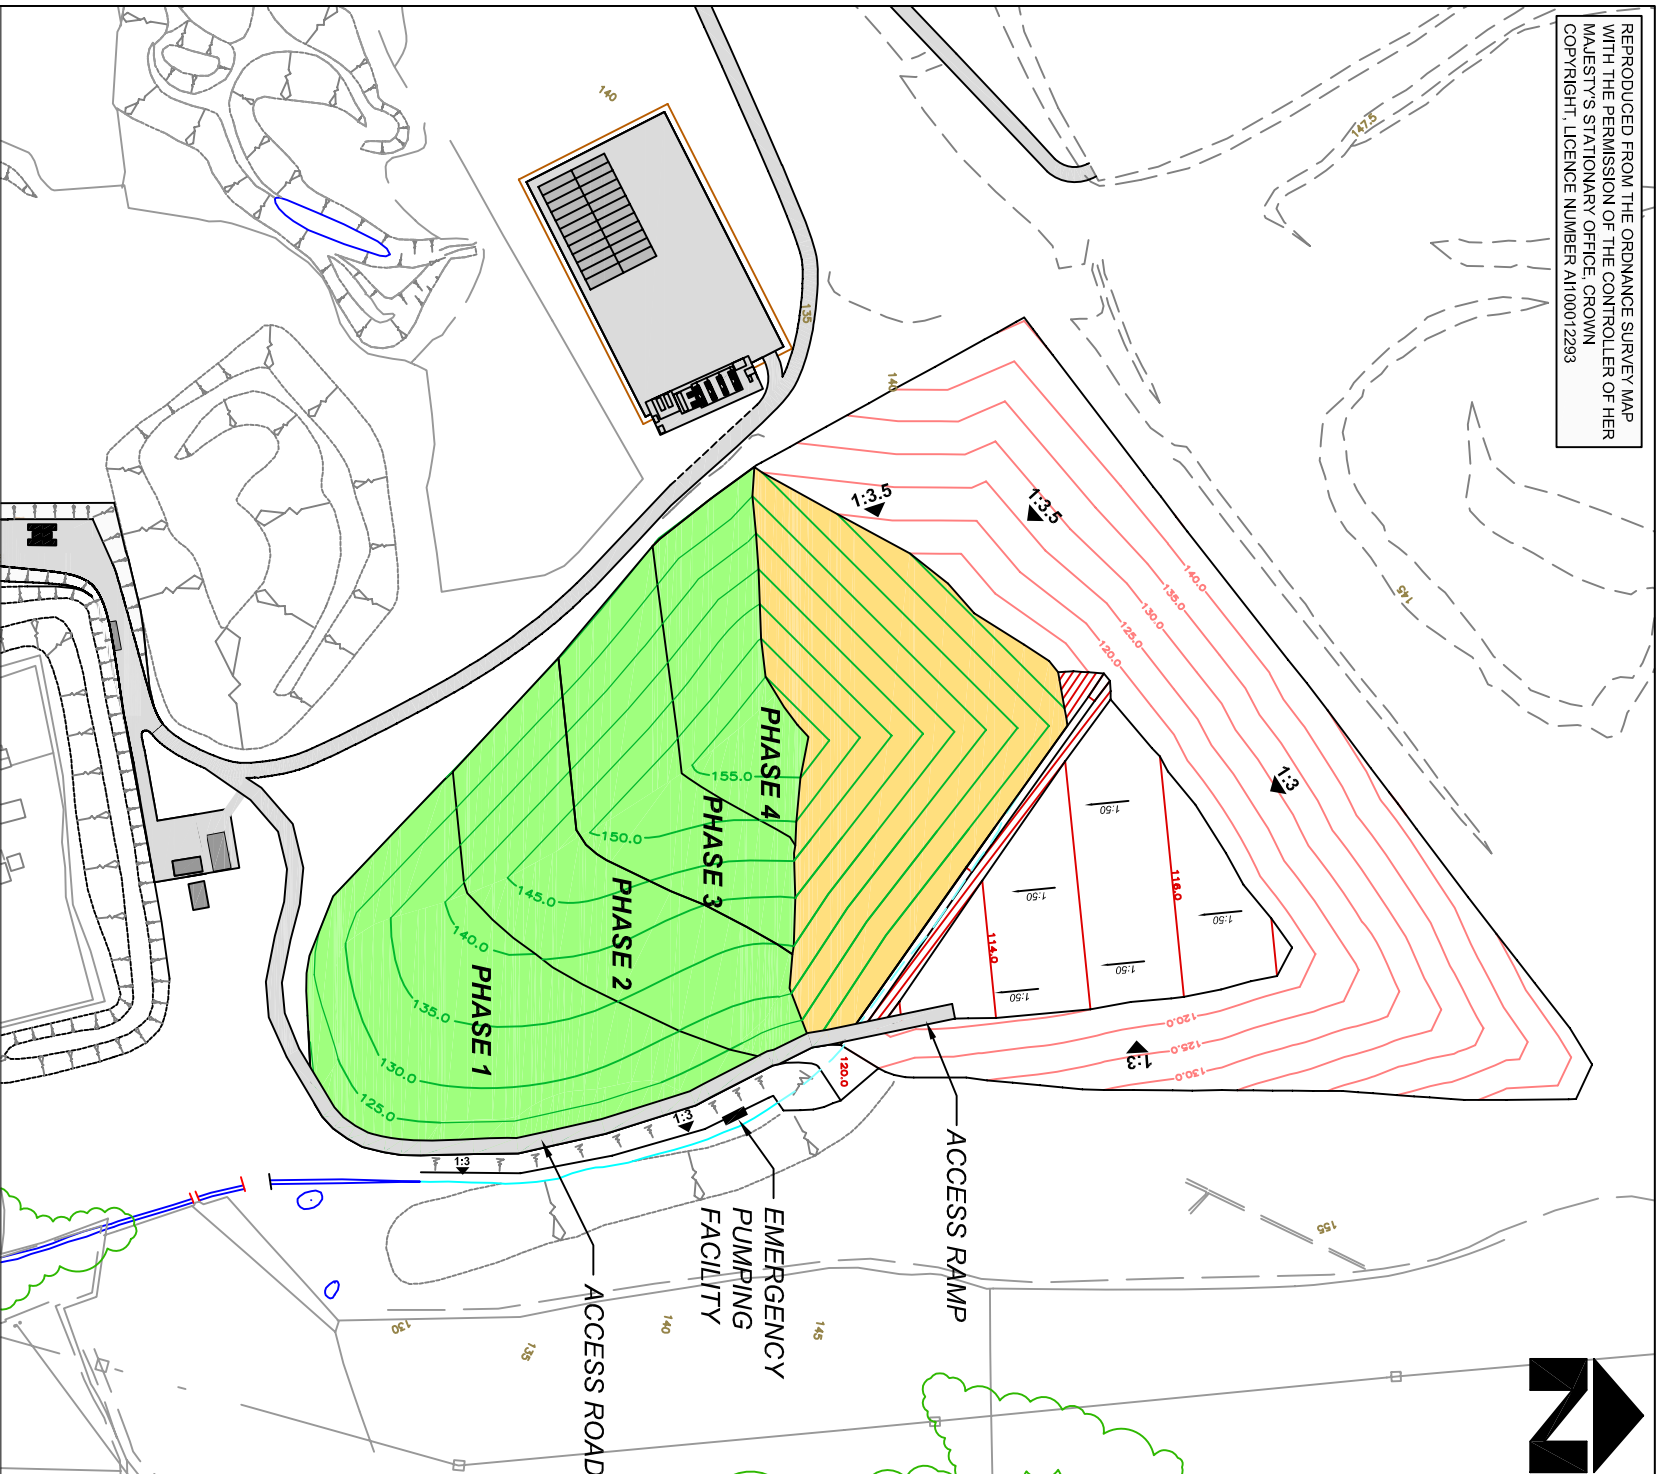 REPRODUCED FROM THE ORDNANCE SURVEY MAP
WITH THE PERMISSION OF THE CONTROLLER OF HER
MAJESTY'S STATIONARY OFFICE, CROWN
COPYRIGHT, LICENCE NUMBER AI100012293
147.5
140
135
140
145
1:3.5
1:3.5
140.0
135.0
130.0
125.0
120.0
1:3
PHASE 4
155.0
PHASE 3
150.0
PHASE 2
145.0
140.0
PHASE 1
135.0
130.0
125.0
1:50
1:50
1:50
1:50
1:50
116.0
114.0
120.0
125.0
130.0
1:3
120.0
1:3
1:3
ACCESS RAMP
EMERGENCY
PUMPING
FACILITY
ACCESS ROAD
155
145
140
135
130
N